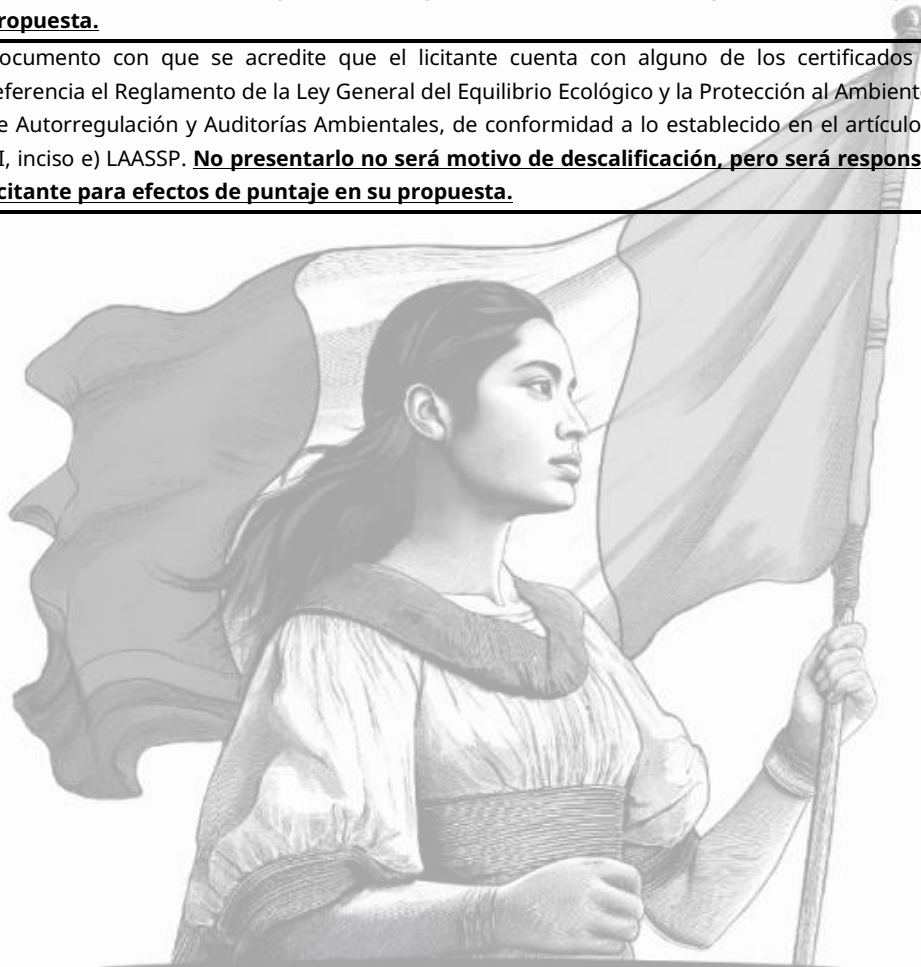 ropuesta.
ocumento con que se acredite que el licitante cuenta con alguno de los certificados
eferencia el Reglamento de la Ley General del Equilibrio Ecológico y la Protección al Ambient
e Autorregulación y Auditorías Ambientales, de conformidad a lo establecido en el artículo
I, inciso e) LAASSP. No presentarlo no será motivo de descalificación, pero será respons
citante para efectos de puntaje en su propuesta.